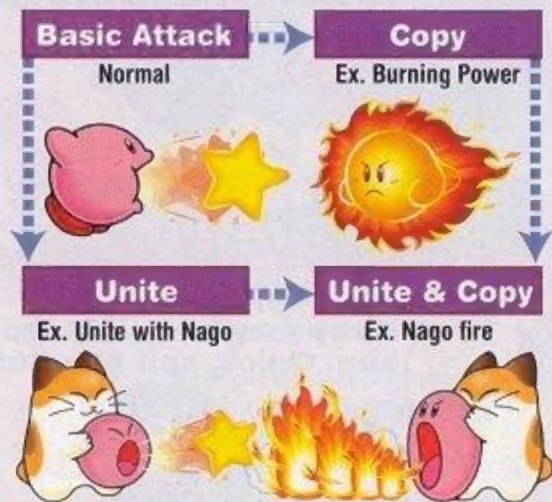 Basic Attack
Copy
Normal
Ex. Burning Power
Unite
Unite & Copy
Ex. Unite with Nago
Ex. Nago fire